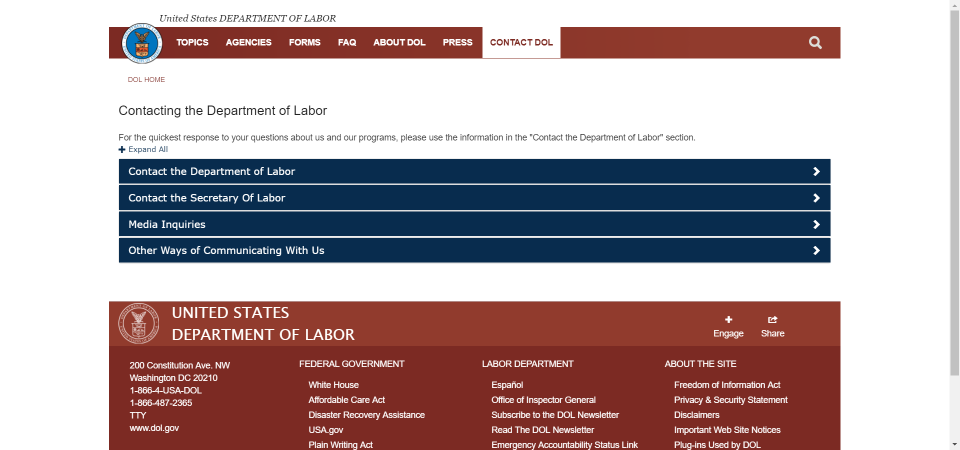 United States DEPARTMENT OF LABOR
TOPICS AGENCIES FORMS FAQ ABOUT DOL PRESS CONTACT DOL
DOL HOME
Contacting the Department of Labor
For the quickest response to your questions about us and our programs, please use the information in the "Contact the Department of Labor" section.
Expand All
Contact the Department of Labor
Contact the Secretary Of Labor
Media Inquiries
Other Ways of Communicating With Us
UNITED STATES
DEPARTMENT OF LABOR
Engage
Share
200 Constitution Ave. NW
Washington DC 20210
1-866-4-USA-DOL
1-866-487-2365
TTY
www.dol.gov
FEDERAL GOVERNMENT
White House
Affordable Care Act
Disaster Recovery Assistance
USA.gov
Plain Writing Act
LABOR DEPARTMENT
Español
Office of Inspector General
Subscribe to the DOL Newsletter
Read The DOL Newsletter
Emergency Accountability Status Link
ABOUT THE SITE
Freedom of Information Act
Privacy & Security Statement
Disclaimers
Important Web Site Notices
Plug-ins Used by DOL